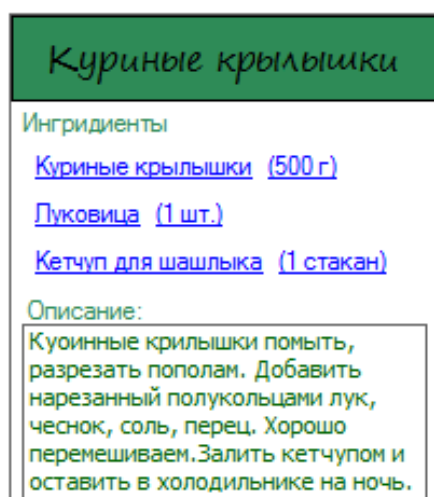 Куриные крылышки
Ингридиенты
Куриные крылышки (500 г)
Луковица (1 шт.)
Кетчуп для шашлыка (1 стакан)
Описание:
Куоинные крилышки помыть,
разрезать пополам. Добавить
нарезанный полукольцами лук,
чеснок, соль, перец. Хорошо
перемешиваем.Залить кетчупом и
оставить в холодильнике на ночь.